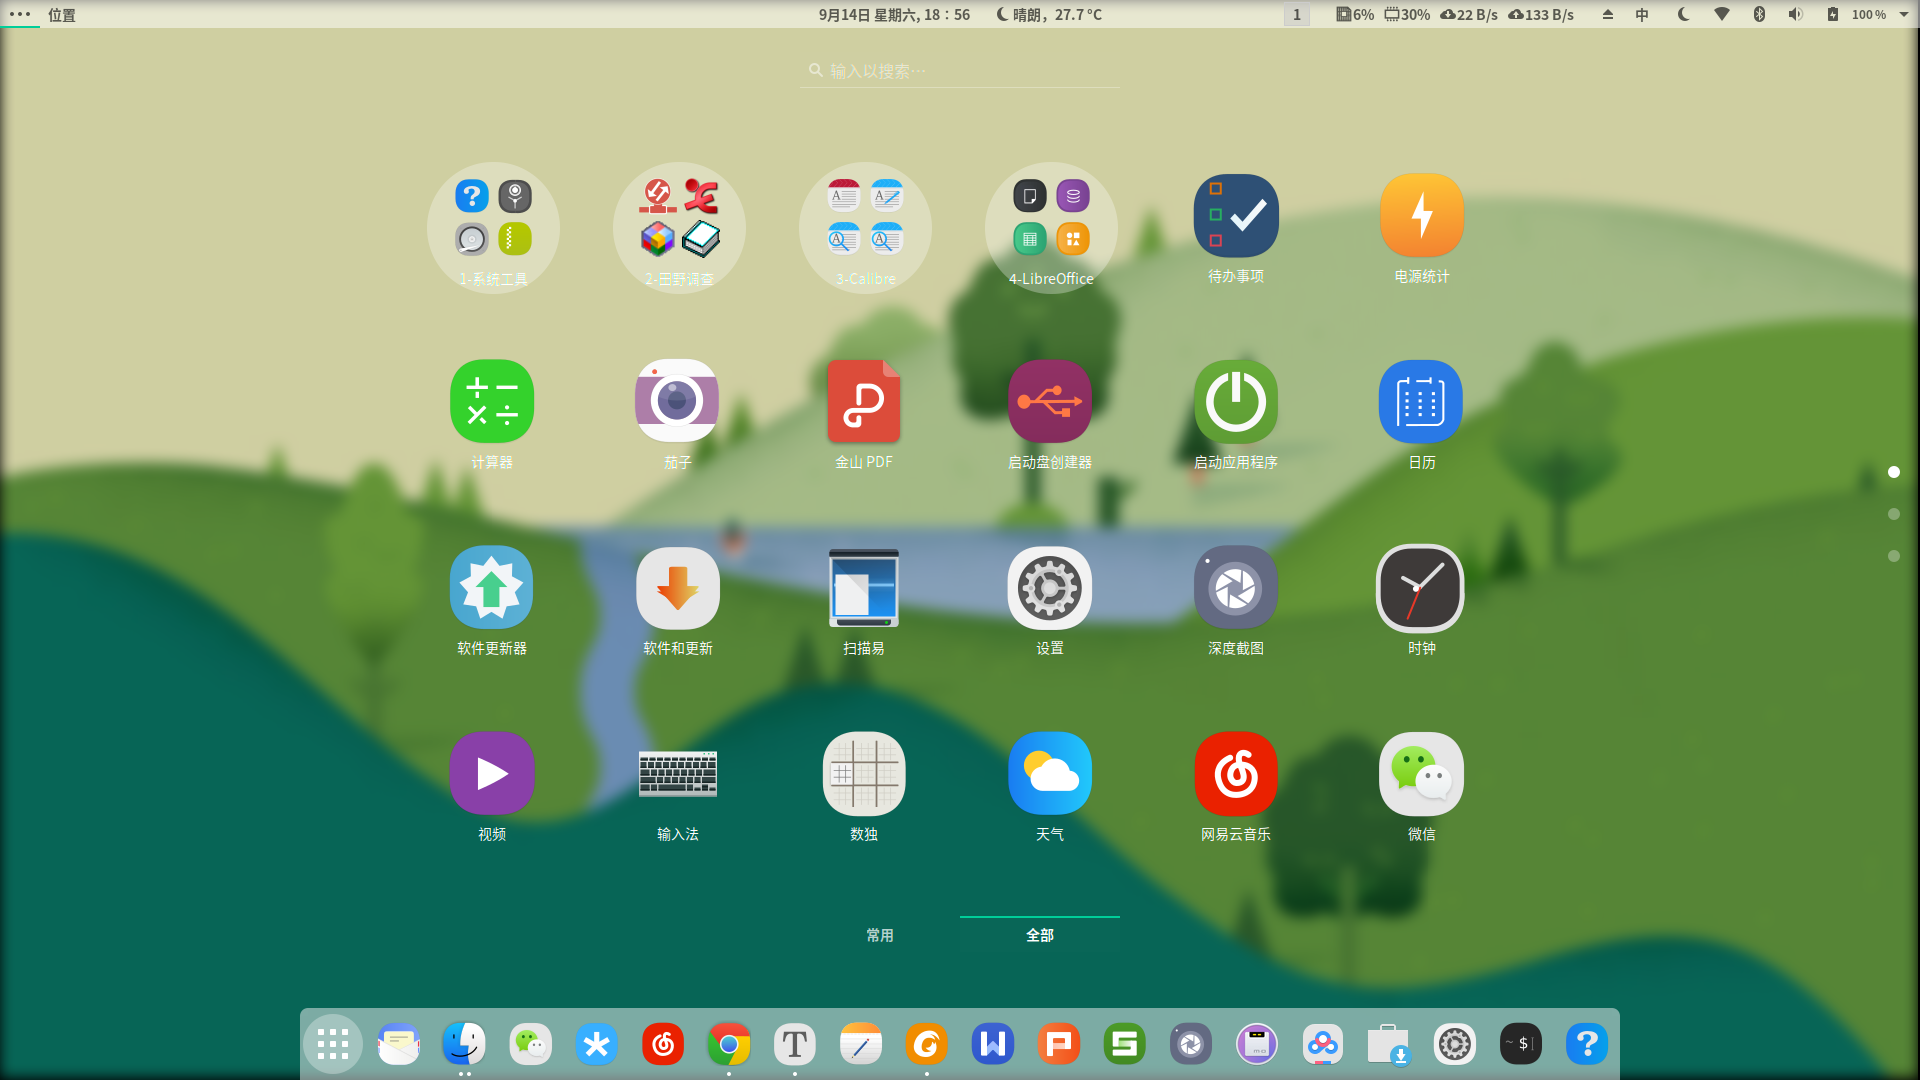 位置
9月14日 星期六, 18：56
晴朗，27.7 °C
1
6%
30%
22 B/s
133 B/s
中
100 %
输入以搜索…
1-系统工具
2-田野调查
3-Calibre
4-LibreOffice
待办事项
电源统计
计算器
茄子
金山 PDF
启动盘创建器
启动应用程序
日历
软件更新器
软件和更新
扫描易
设置
深度截图
时钟
视频
输入法
数独
天气
网易云音乐
微信
常用
全部